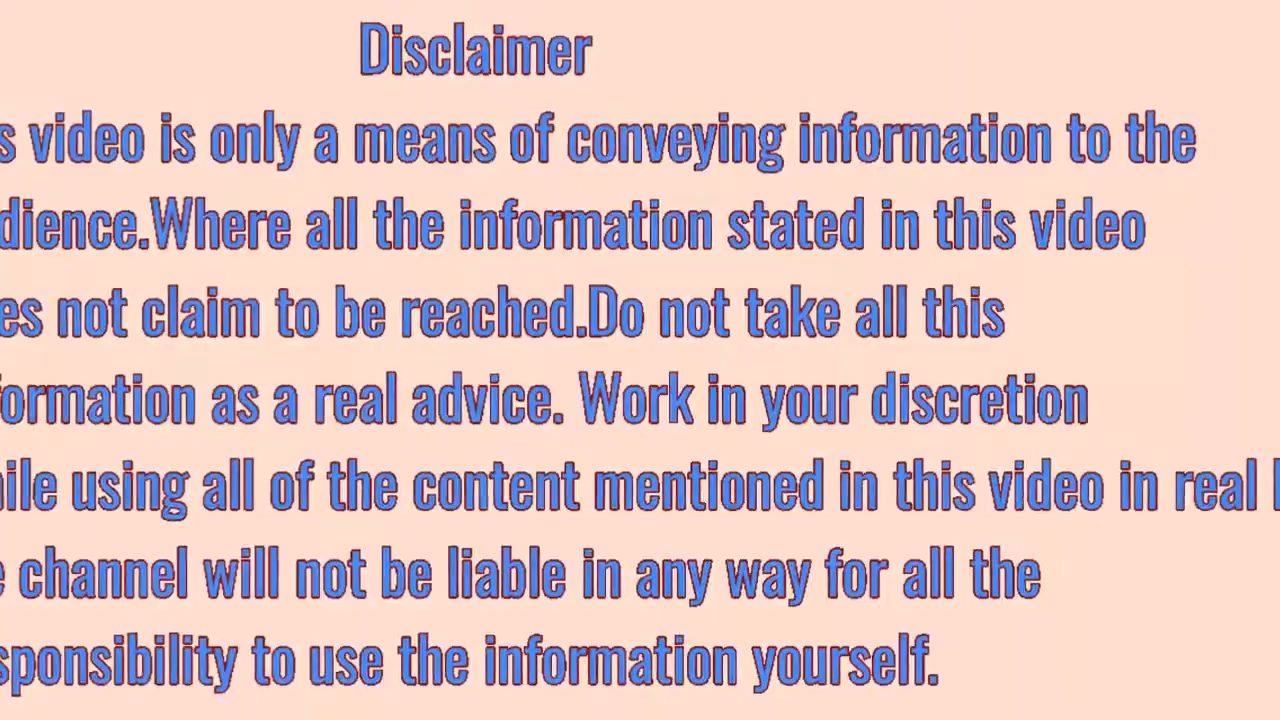 Disclaimer
s video is only a means of conveying information to the
dience.Where all the information stated in this video
es not claim to be reached.Do not take all this
formation as a real advice. Work in your discretion
ile using all of the content mentioned in this video in real
channel will not be liable in any way for all the
sponsibility to use the information yourself.